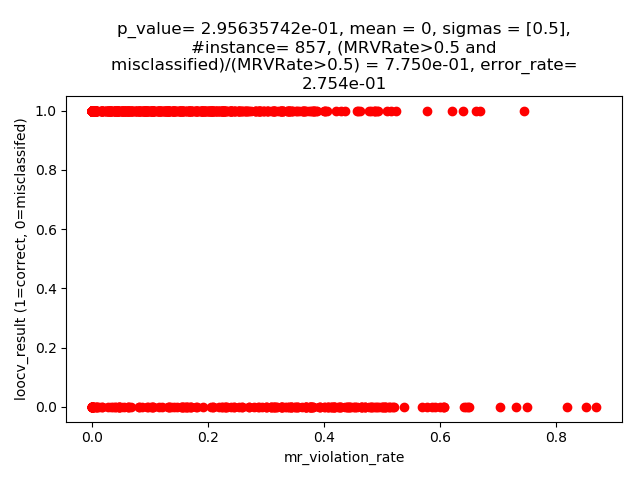 p_value= 2.95635742e-01, mean = 0, sigmas = [0.5],
#instance= 857, (MRVRate>0.5 and
misclassified)/(MRVRate>0.5) = 7.750e-01, error_rate=
2.754e-01
1.0
0.8
0.6
0.4
0.2
0.0
loocv_result (1=correct, 0=misclassifed)
0.0 0.2 0.4 0.6 0.8
mr_violation_rate